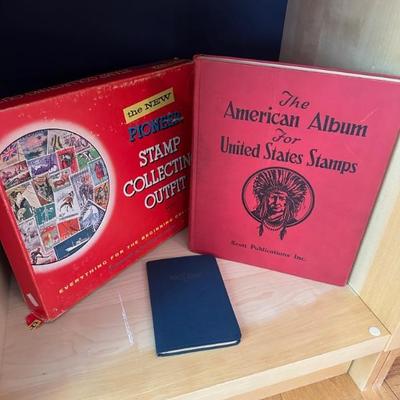 the NEW
PIONEER
STAMP
COLLECTING
OUTFIT
EVERYTHING FOR THE BEGINNING
The
American Album
For
United States Stamps
Scott Publications Inc.